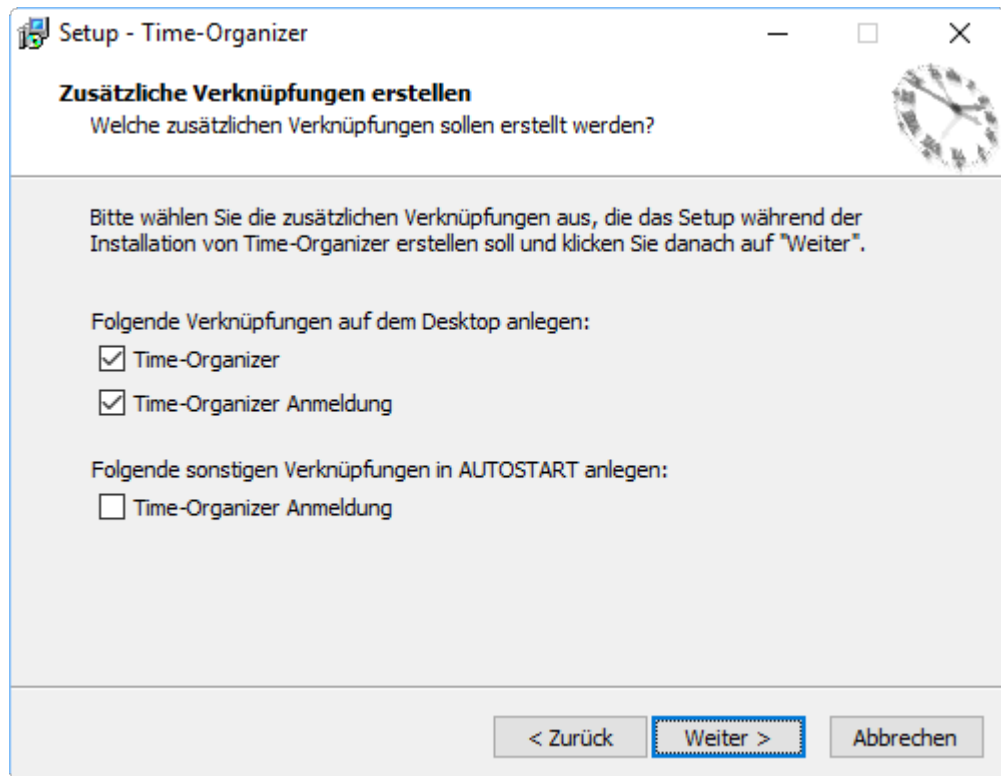 Setup - Time-Organizer
Zusätzliche Verknüpfungen erstellen
Welche zusätzlichen Verknüpfungen sollen erstellt werden?
Bitte wählen Sie die zusätzlichen Verknüpfungen aus, die das Setup während der
Installation von Time-Organizer erstellen soll und klicken Sie danach auf "Weiter".
Folgende Verknüpfungen auf dem Desktop anlegen:
Time-Organizer
Time-Organizer Anmeldung
Folgende sonstigen Verknüpfungen in AUTOSTART anlegen:
Time-Organizer Anmeldung
< Zurück Weiter > Abbrechen